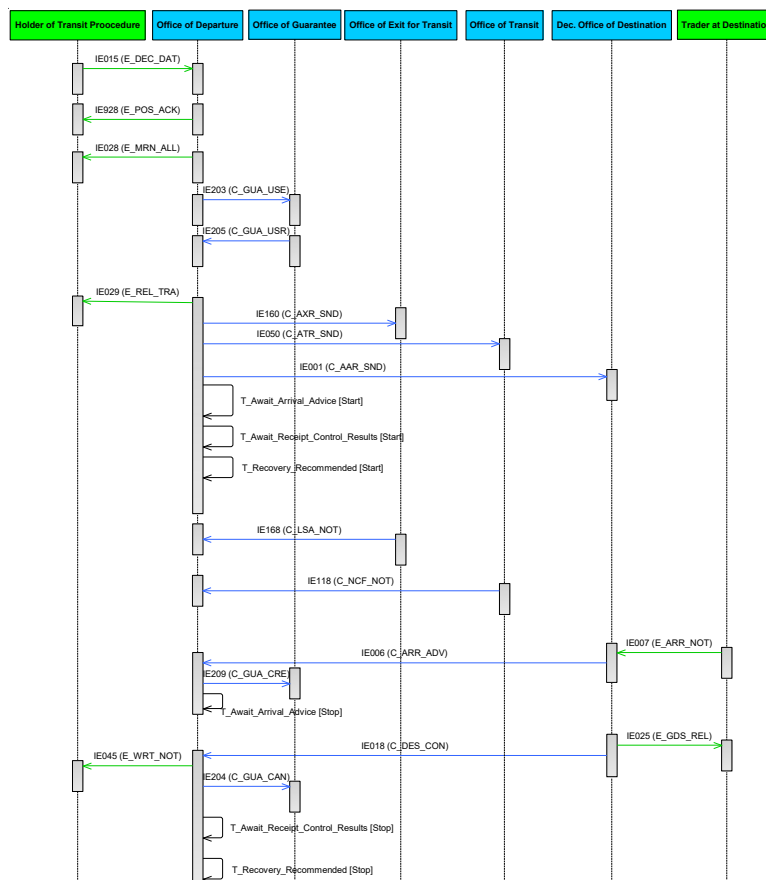 Holder of Transit Proocedure
Office of Departure
Office of Guarantee
Office of Exit for Transit
Office of Transit
Dec. Office of Destination
Trader at Destinatio
IE015 (E_DEC_DAT)
IE928 (E_POS_ACK)
IE028 (E_MRN_ALL)
IE203 (C_GUA_USE)
IE205 (C_GUA_USR)
IE029 (E_REL_TRA)
IE160 (C_AXR_SND)
IE050 (C_ATR_SND)
IE001 (C_AAR_SND)
T_Await_Arrival_Advice [Start]
T_Await_Receipt_Control_Results [Start]
T_Recovery_Recommended [Start]
IE168 (C_LSA_NOT)
IE118 (C_NCF_NOT)
IE007 (E_ARR_NOT)
IE006 (C_ARR_ADV)
IE209 (C_GUA_CRE)
T_Await_Arrival_Advice [Stop]
IE025 (E_GDS_REL)
IE018 (C_DES_CON)
IE045 (E_WRT_NOT)
IE204 (C_GUA_CAN)
T_Await_Receipt_Control_Results [Stop]
T_Recovery_Recommended [Stop]